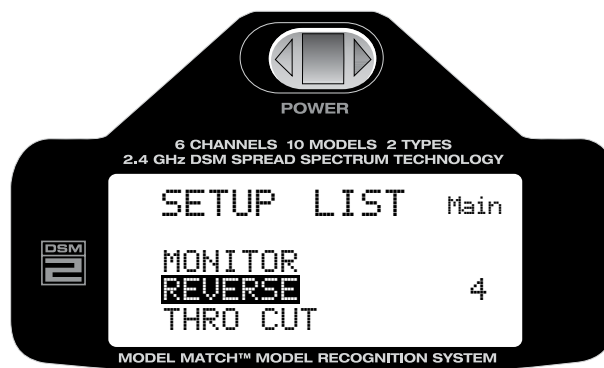 POWER
6 CHANNELS 10 MODELS 2 TYPES
2.4 GHz DSM SPREAD SPECTRUM TECHNOLOGY
SETUP LIST Main
DSM
2
MONITOR
REVERSE 4
THRO CUT
MODEL MATCH™ MODEL RECOGNITION SYSTEM